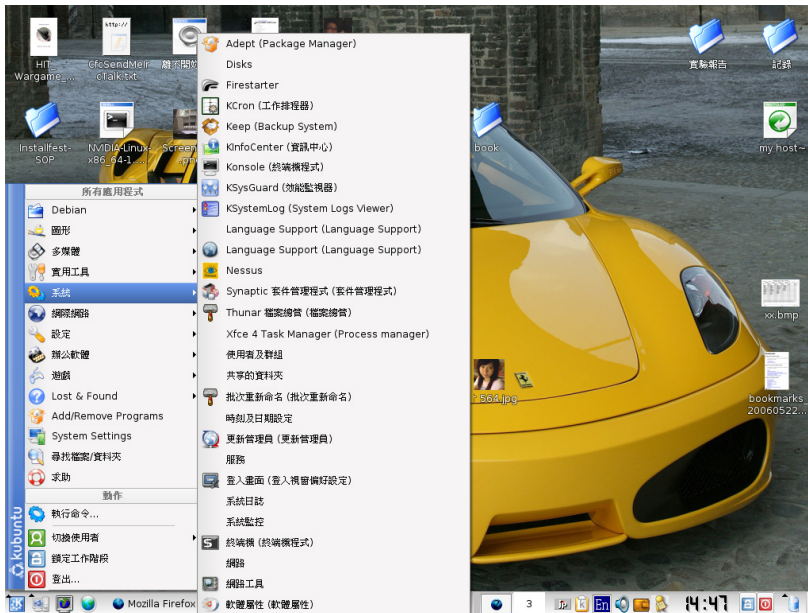 HIT_
Wargame_...
http://
CfcSendMeir
cTalk.txt
實驗報告
記錄
Installfest-
SOP
NVIDIA-Linux-
x86_64-1....
Screen
.png
book
my host~
xx.bmp
564.jpg
bookmarks_
20060522...
所有應用程式
Debian
圖形
多媒體
實用工具
系統
網際網路
設定
辦公軟體
遊戲
Lost & Found
Add/Remove Programs
System Settings
尋找檔案/資料夾
求助
動作
執行命令...
切換使用者
鎖定工作階段
登出...
kubuntu
Adept (Package Manager)
Disks
Firestarter
KCron (工作排程器)
Keep (Backup System)
KInfoCenter (資訊中心)
Konsole (終端機程式)
KSysGuard (效能監視器)
KSystemLog (System Logs Viewer)
Language Support (Language Support)
Language Support (Language Support)
Nessus
Synaptic 套件管理程式 (套件管理程式)
Thunar 檔案總管 (檔案總管)
Xfce 4 Task Manager (Process manager)
使用者及群組
共享的資料夾
批次重新命名 (批次重新命名)
時刻及日期設定
更新管理員 (更新管理員)
服務
登入畫面 (登入視窗偏好設定)
系統日誌
系統監控
終端機 (終端機程式)
網路
網路工具
軟體屬性 (軟體屬性)
Mozilla Firefox
3
En
14:47